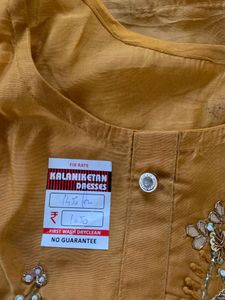 FIX RATE
KALANIKETAN
DRESSES
₹
FIRST WASH DRYCLEAN
NO GUARANTEE